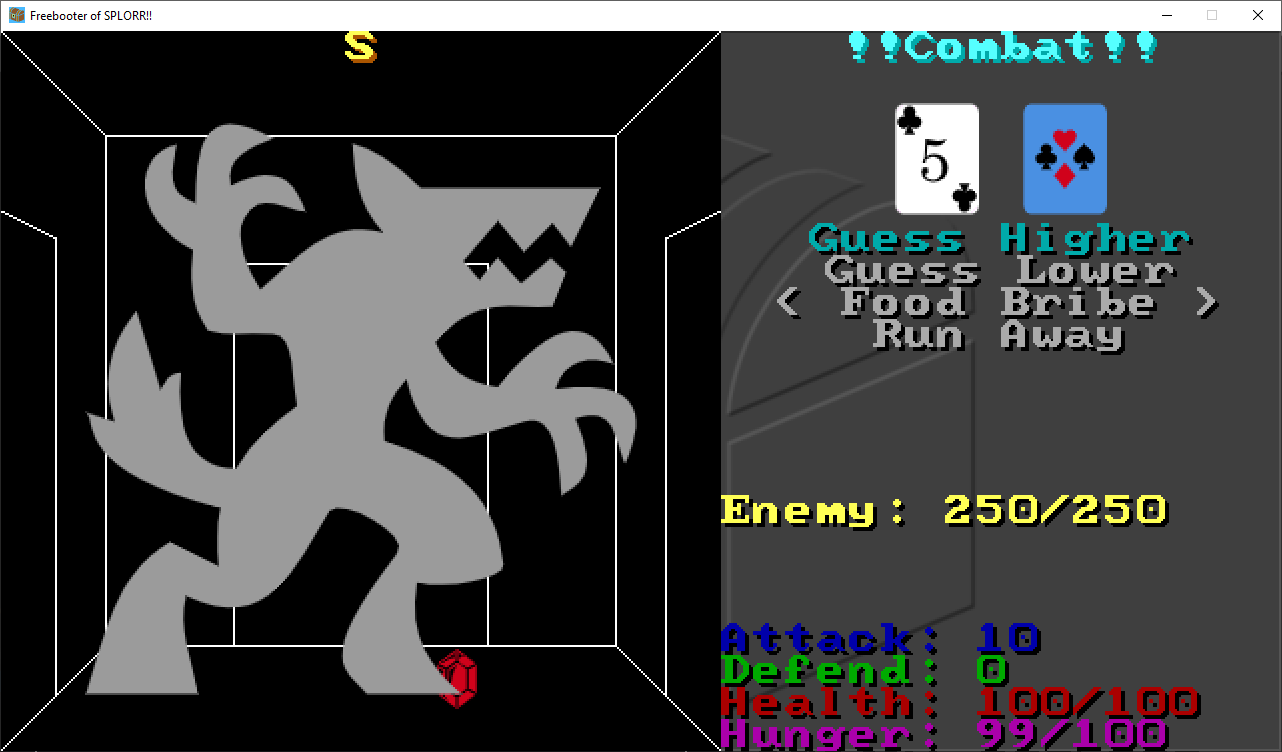 Freebooter of SPLORR!!
S
!!Combat!!
5
Guess Higher
Guess Lower
< Food Bribe >
Run Away
Enemy: 250/250
Attack: 10
Defend: 0
Health: 100/100
Hunger: 99/100